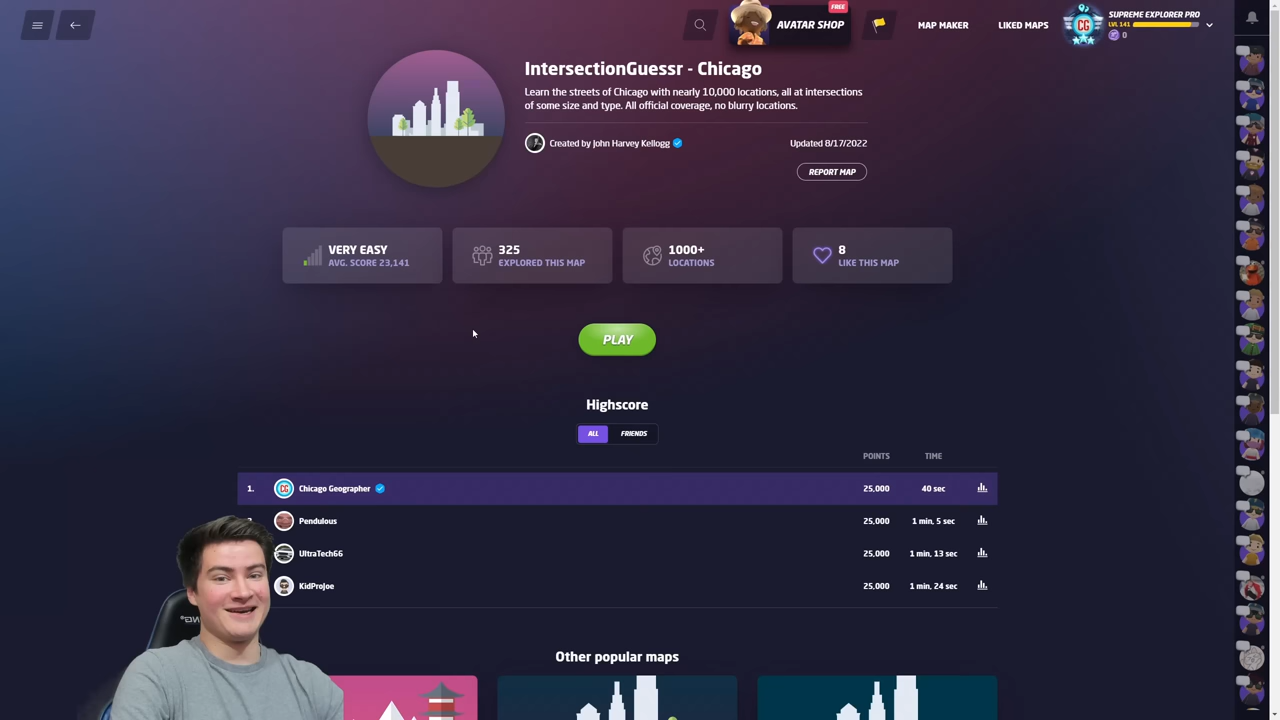 FREE
AVATAR SHOP
MAP MAKER
LIKED MAPS
CG
SUPREME EXPLORER PRO
LVL 141
0
IntersectionGuessr - Chicago
Learn the streets of Chicago with nearly 10,000 locations, all at intersections
of some size and type. All official coverage, no blurry locations.
Created by John Harvey Kellogg
Updated 8/17/2022
REPORT MAP
VERY EASY
AVG. SCORE 23,141
325
EXPLORED THIS MAP
1000+
LOCATIONS
8
LIKE THIS MAP
PLAY
Highscore
ALL
FRIENDS
POINTS
TIME
1.
CG
Chicago Geographer
25,000
40 sec
Pendulous
25,000
1 min, 5 sec
UltraTech66
25,000
1 min, 13 sec
KidProJoe
25,000
1 min, 24 sec
Other popular maps